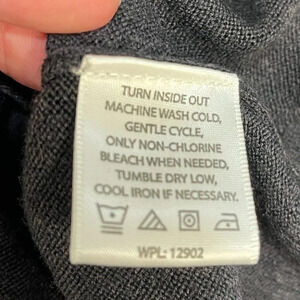 TURN INSIDE OUT
MACHINE WASH COLD,
GENTLE CYCLE,
ONLY NON-CHLORINE
BLEACH WHEN NEEDED,
TUMBLE DRY LOW,
COOL IRON IF NECESSARY.
WPL: 12902